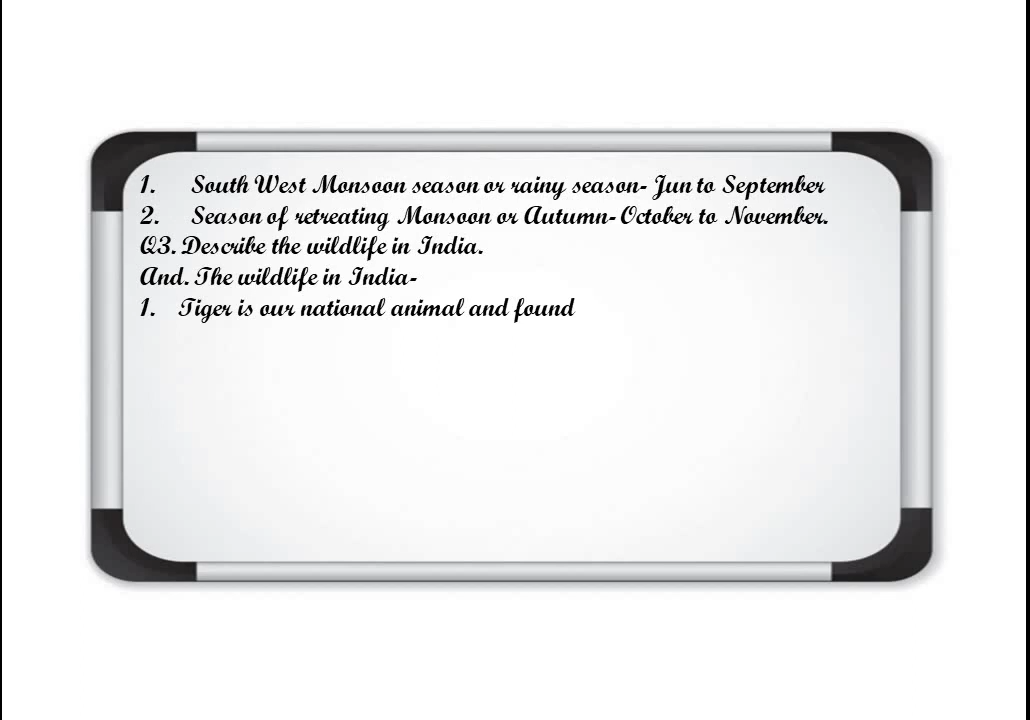 1. South West Monsoon season or rainy season- Jun to September
2. Season of retreating Monsoon or Autumn- October to November.
Q3. Describe the wildlife in India.
And. The wildlife in India-
1. Tiger is our national animal and found